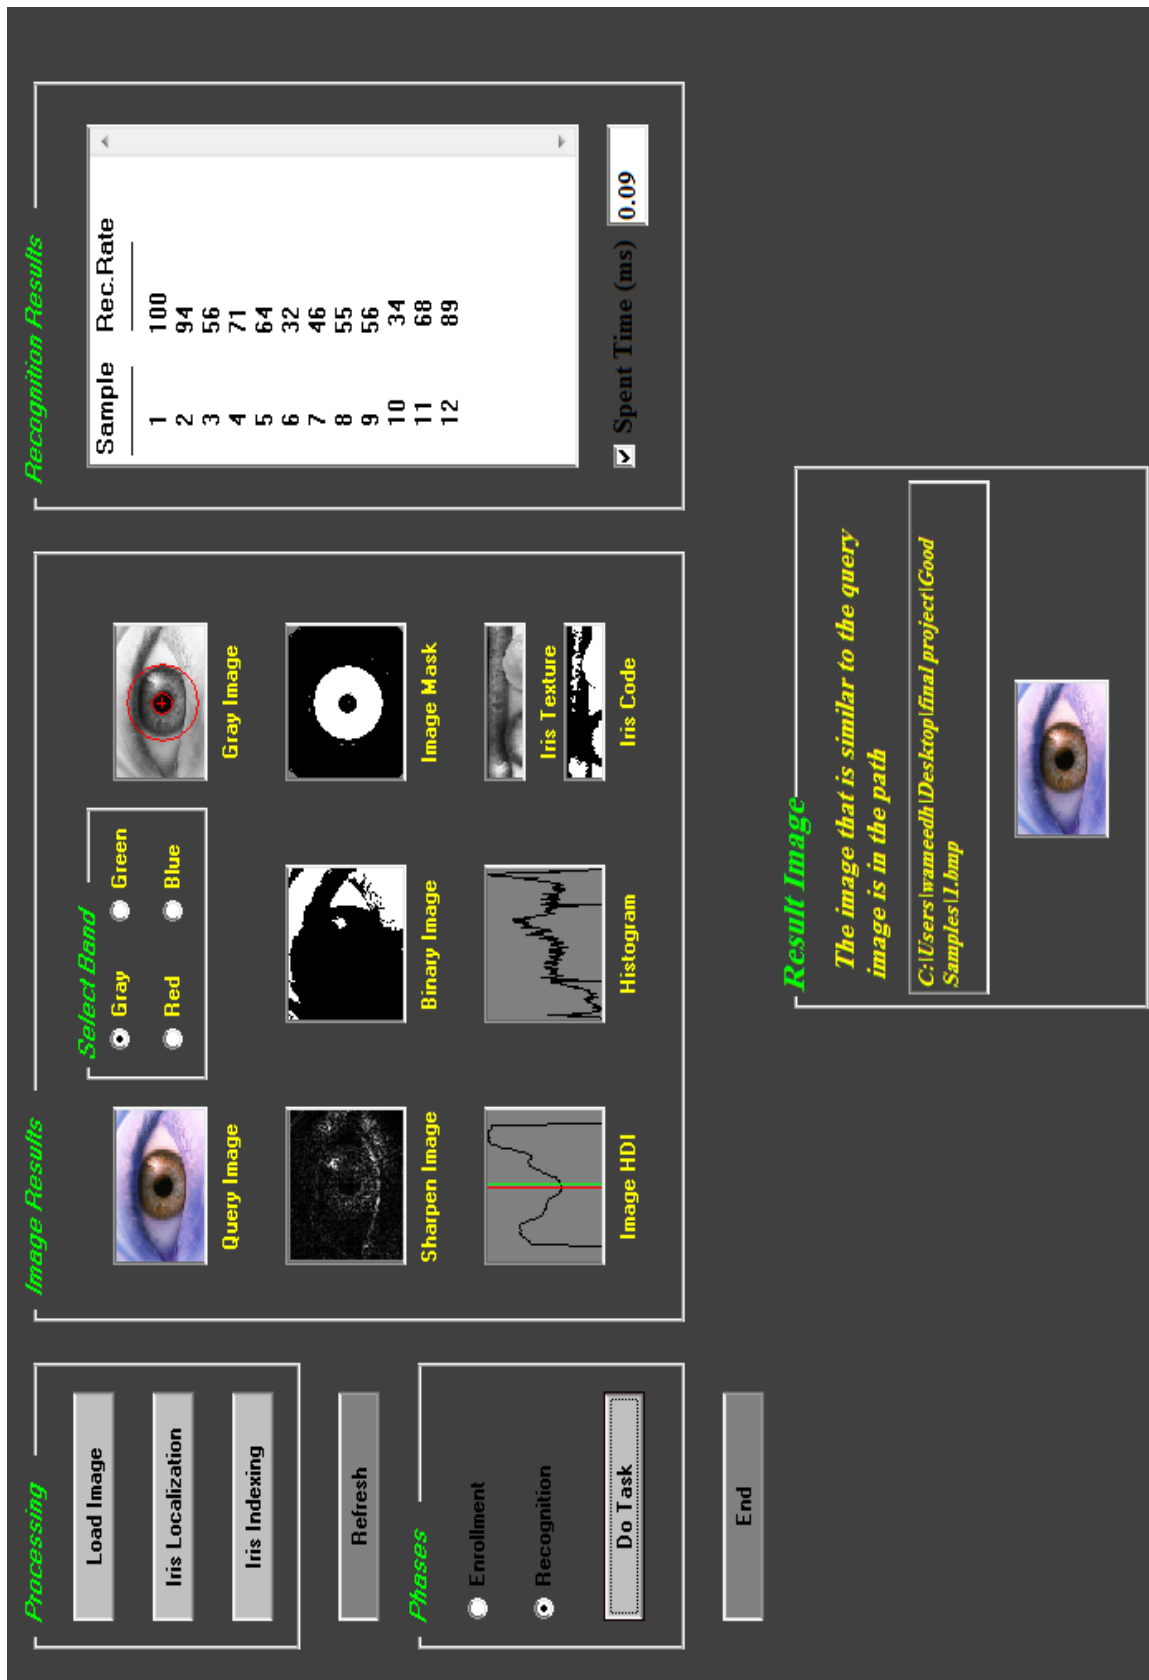 Processing
Load Image
Iris Localization
Iris Indexing
Refresh
Phases
Enrollment
Recognition
Do Task
End
Image Results
Query Image
Select Band
Gray
Green
Red
Blue
Gray Image
Sharpen Image
Binary Image
Image Mask
Image HDI
Histogram
Iris Texture
Iris Code
Recognition Results
Sample Rec.Rate
1 100
2 94
3 56
4 71
5 64
6 32
7 46
8 55
9 56
10 34
11 68
12 89
Spent Time (ms) 0.09
Result Image
The image that is similar to the query
image is in the path
C:\Users\wameedh\Desktop\final project\Good
Samples\1.bmp